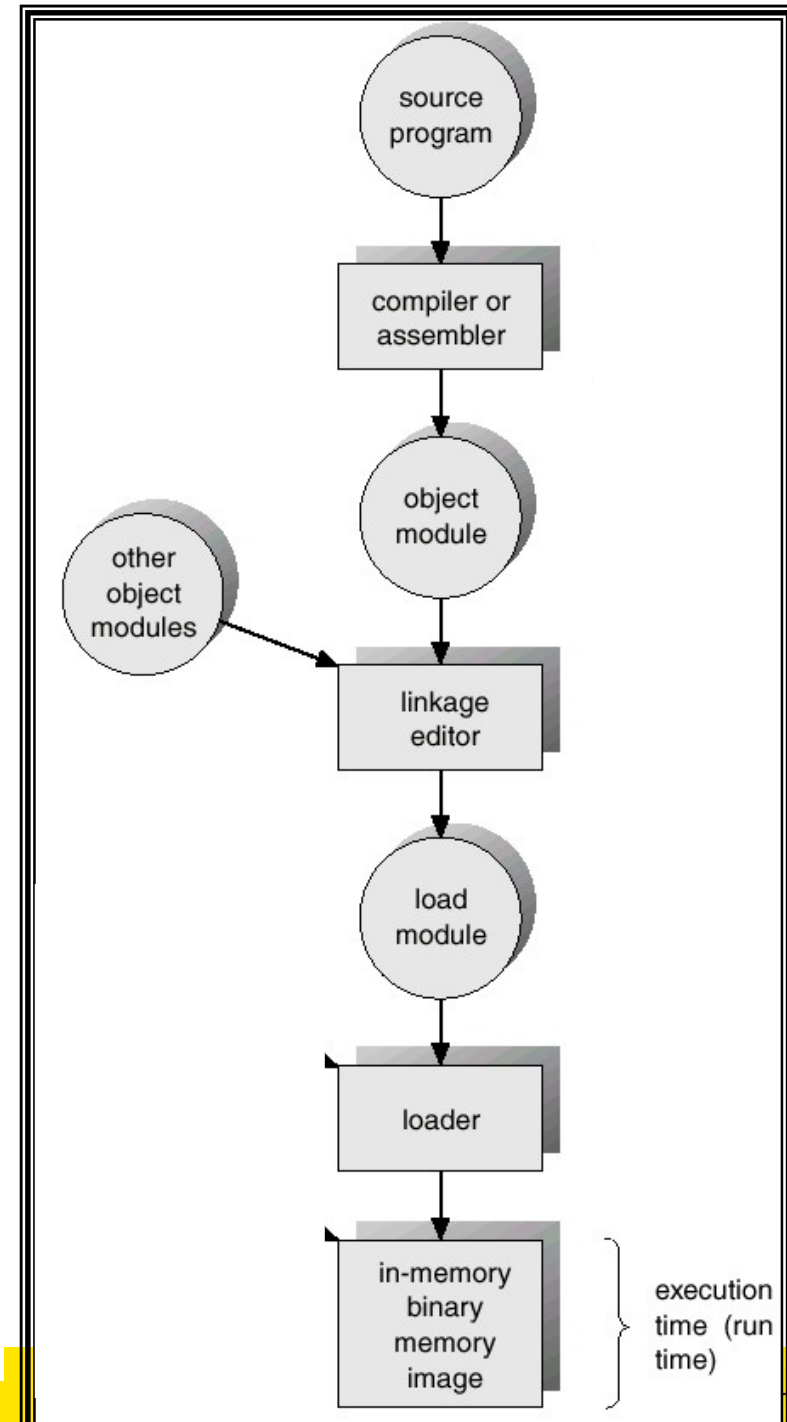 source
program
compiler or
assembler
object
module
other
object
modules
linkage
editor
load
module
loader
in-memory
binary
memory
image
execution
time (run
time)